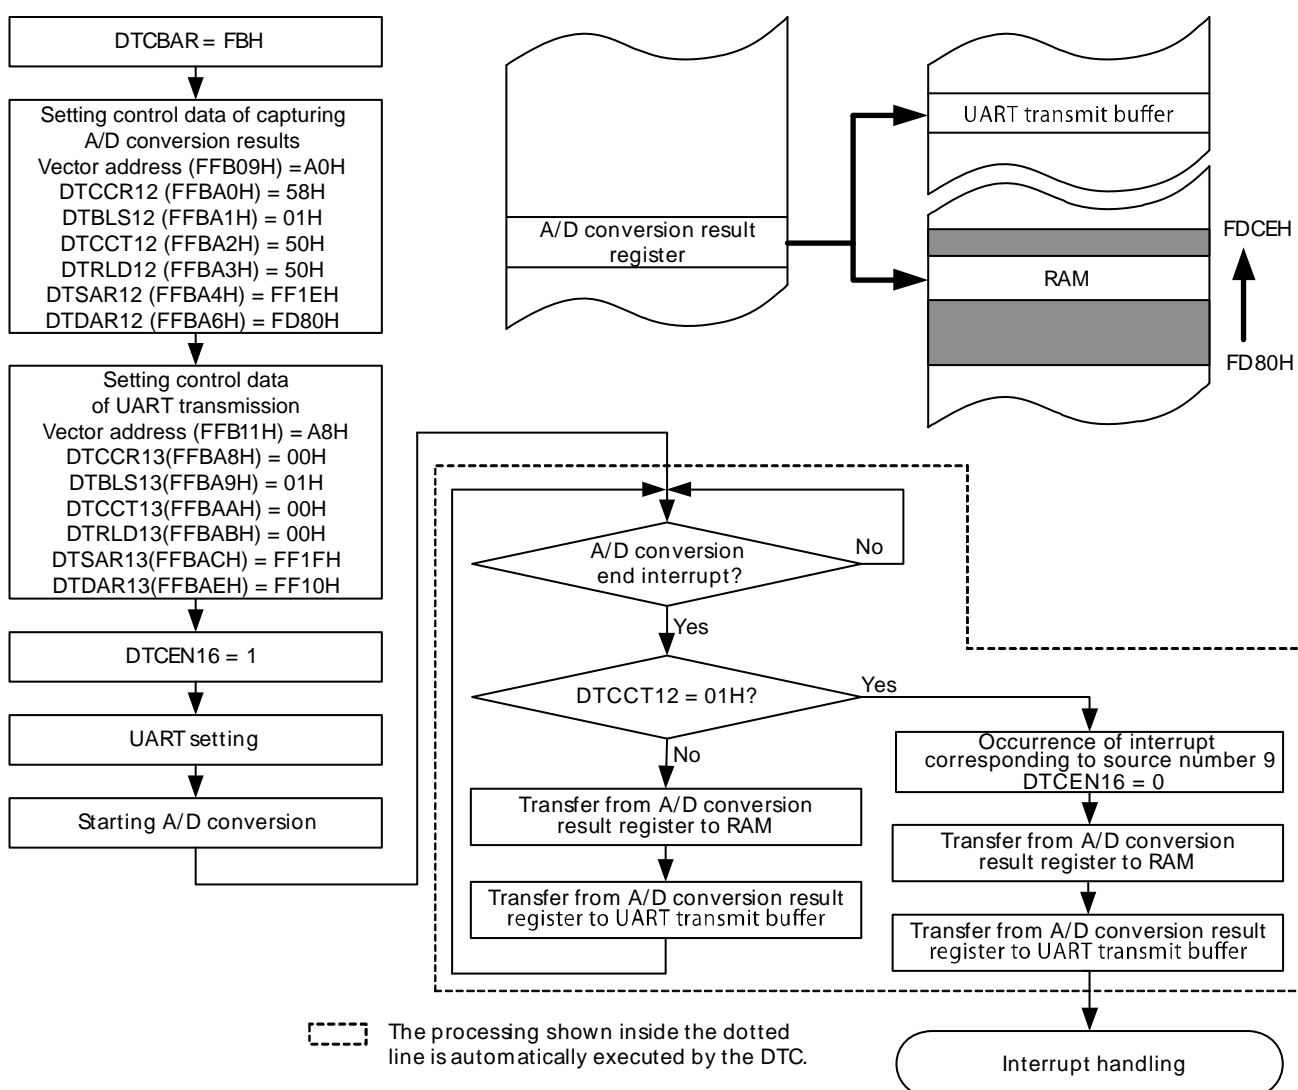 DTCBAR = FBH
Setting control data of capturing
A/D conversion results
Vector address (FFB09H) = A0H
DTCCR12 (FFBA0H) = 58H
DTBLS12 (FFBA1H) = 01H
DTCCT12 (FFBA2H) = 50H
DTRLD12 (FFBA3H) = 50H
DTSAR12 (FFBA4H) = FF1EH
DTDAR12 (FFBA6H) = FD80H
Setting control data
of UART transmission
Vector address (FFB11H) = A8H
DTCCR13(FFBA8H) = 00H
DTBLS13(FFBA9H) = 01H
DTCCT13(FFBAAH) = 00H
DTRLD13(FFBABH) = 00H
DTSAR13(FFBACH) = FF1FH
DTDAR13(FFBAEH) = FF10H
DTCEN16 = 1
UART setting
Starting A/D conversion
A/D conversion result
register
UART transmit buffer
RAM
FDCEH
FD80H
A/D conversion
end interrupt?
No
Yes
DTCCT12 = 01H?
Yes
No
Transfer from A/D conversion
result register to RAM
Transfer from A/D conversion result
register to UART transmit buffer
Occurrence of interrupt
corresponding to source number 9
DTCEN16 = 0
Transfer from A/D conversion
result register to RAM
Transfer from A/D conversion result
register to UART transmit buffer
Interrupt handling
The processing shown inside the dotted
line is automatically executed by the DTC.